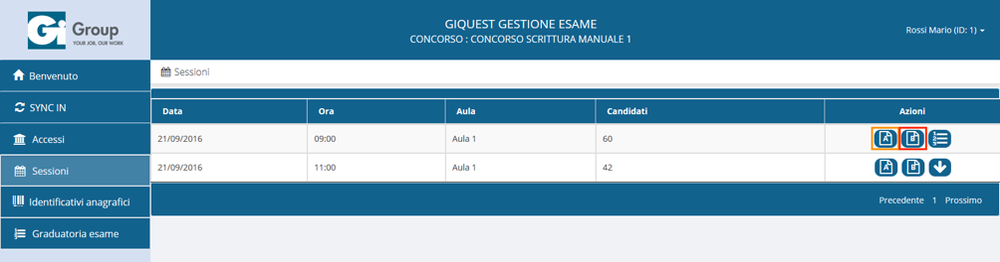 Gi Group
YOUR JOB, OUR WORK
GIQUEST GESTIONE ESAME
CONCORSO : CONCORSO SCRITTURA MANUALE 1
Rossi Mario (ID: 1)
Benvenuto
SYNC IN
Accessi
Sessioni
Identificativi anagrafici
Graduatoria esame
Sessioni
Data Ora Aula Candidati Azioni
21/09/2016 09:00 Aula 1 60 A B
21/09/2016 11:00 Aula 1 42 A B
Precedente 1 Prossimo